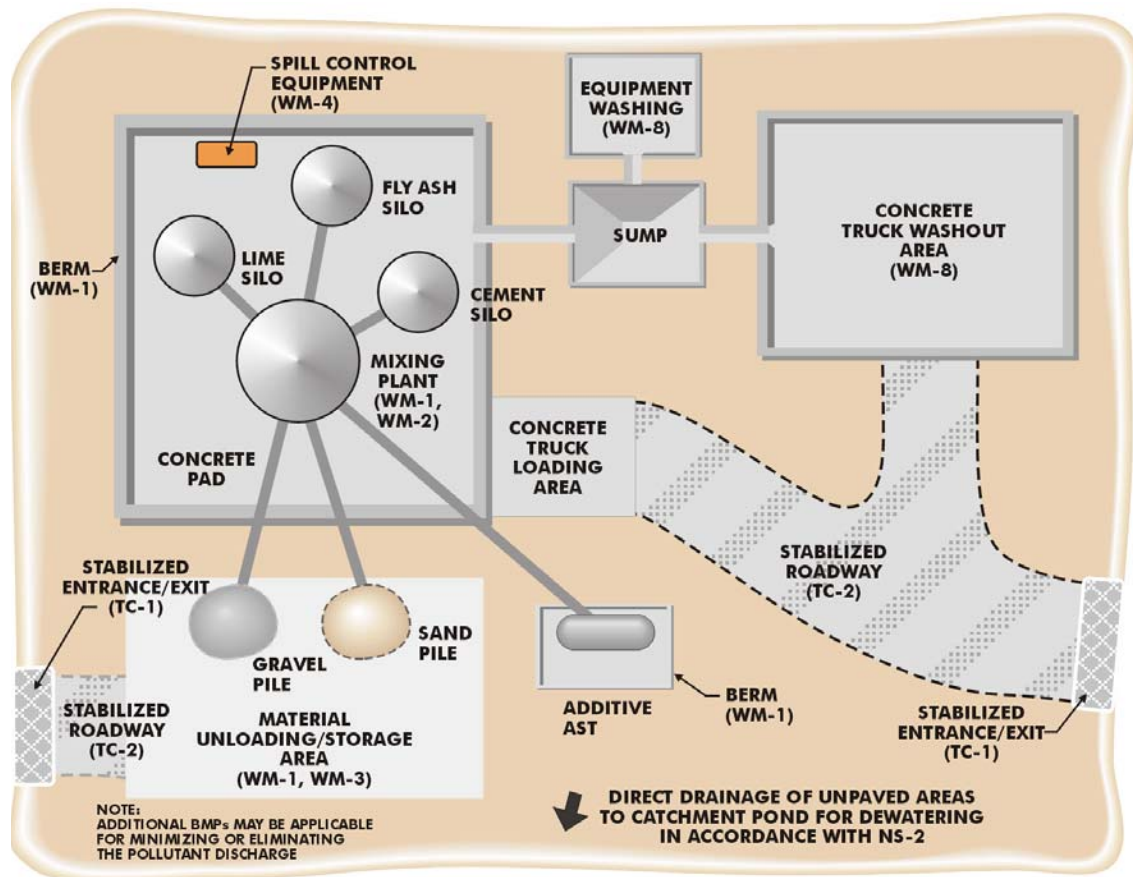 SPILL CONTROL
EQUIPMENT
(WM-4)
EQUIPMENT
WASHING
(WM-8)
FLY ASH
SILO
SUMP
CONCRETE
TRUCK WASHOUT
AREA
(WM-8)
BERM
(WM-1)
LIME
SILO
CEMENT
SILO
MIXING
PLANT
(WM-1,
WM-2)
CONCRETE
PAD
CONCRETE
TRUCK
LOADING
AREA
STABILIZED
ENTRANCE/EXIT
(TC-1)
STABILIZED
ROADWAY
(TC-2)
GRAVEL
PILE
SAND
PILE
STABILIZED
ROADWAY
(TC-2)
MATERIAL
UNLOADING/STORAGE
AREA
(WM-1, WM-3)
ADDITIVE
AST
BERM
(WM-1)
STABILIZED
ENTRANCE/EXIT
(TC-1)
NOTE:
ADDITIONAL BMPs MAY BE APPLICABLE
FOR MINIMIZING OR ELIMINATING
THE POLLUTANT DISCHARGE
DIRECT DRAINAGE OF UNPAVED AREAS
TO CATCHMENT POND FOR DEWATERING
IN ACCORDANCE WITH NS-2